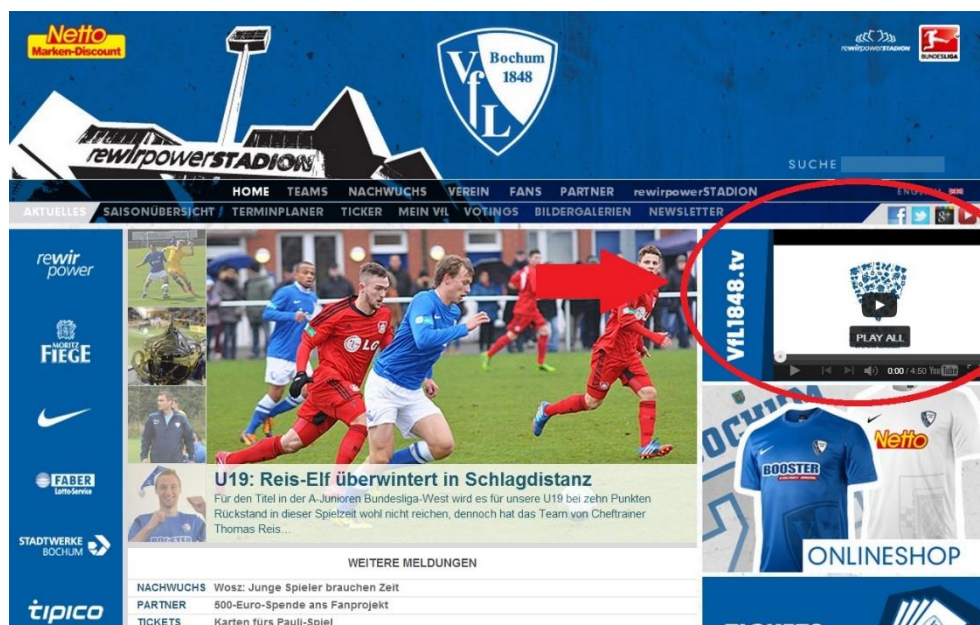 Netto
Marken-Discount
VfL
Bochum
1848
rewirpowerSTADION
BUNDESLIGA
rewirpowerSTADION
SUCHE
HOME TEAMS NACHWUCHS VEREIN FANS PARTNER rewirpowerSTADION ENGLISH
AKTUELLES SAISONÜBERSICHT TERMINPLANER TICKER MEIN VfL VOTINGS BILDERGALERIEN NEWSLETTER
rewir
power
MORITZ
FIEGE
FABER
Lotto-Service
STADTWERKE
BOCHUM
tipico
U19: Reis-Elf überwintert in Schlagdistanz
Für den Titel in der A-Junioren Bundesliga-West wird es für unsere U19 bei zehn Punkten
Rückstand in dieser Spielzeit wohl nicht reichen, dennoch hat das Team von Cheftrainer
Thomas Reis...
WEITERE MELDUNGEN
NACHWUCHS Wosz: Junge Spieler brauchen Zeit
PARTNER 500-Euro-Spende ans Fanprojekt
TICKETS Karten fürs Pauli-Spiel
VfL1848.tv
PLAY ALL
0:00 / 4:50 YouTube
BOCHUM
BOOSTER
Netto
ONLINESHOP
TICKETS